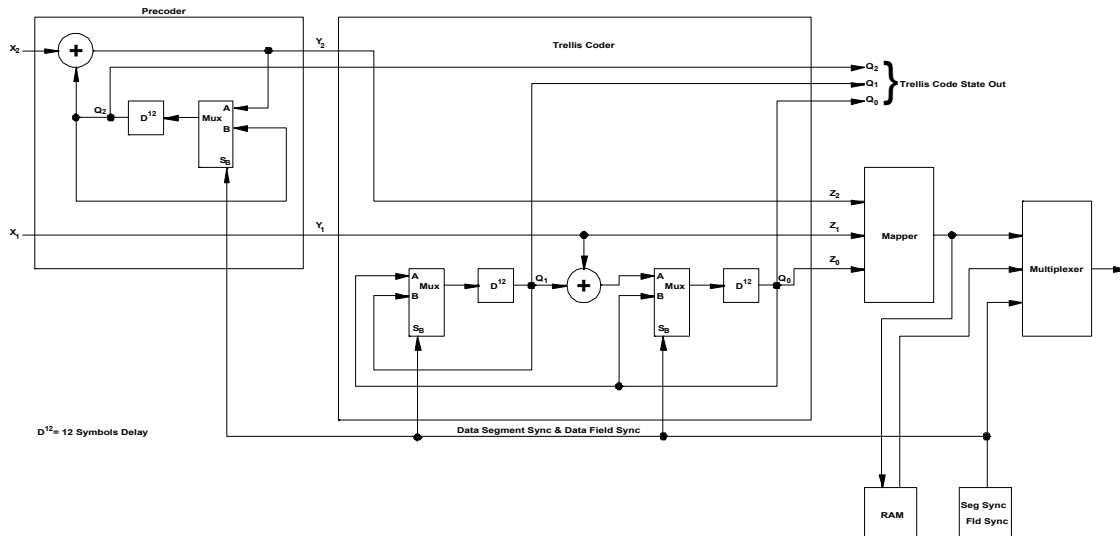 Precoder
X2
Y2
Trellis Coder
Q2
Q1
Q0
} Trellis Code State Out
Q2
D12
A
Mux
B
SB
Z2
X1
Y1
Z1
Mapper
Multiplexer
Z0
A
Mux
B
SB
D12
Q1
A
Mux
B
SB
D12
Q0
D12= 12 Symbols Delay
Data Segment Sync & Data Field Sync
RAM
Seg Sync
Fld Sync